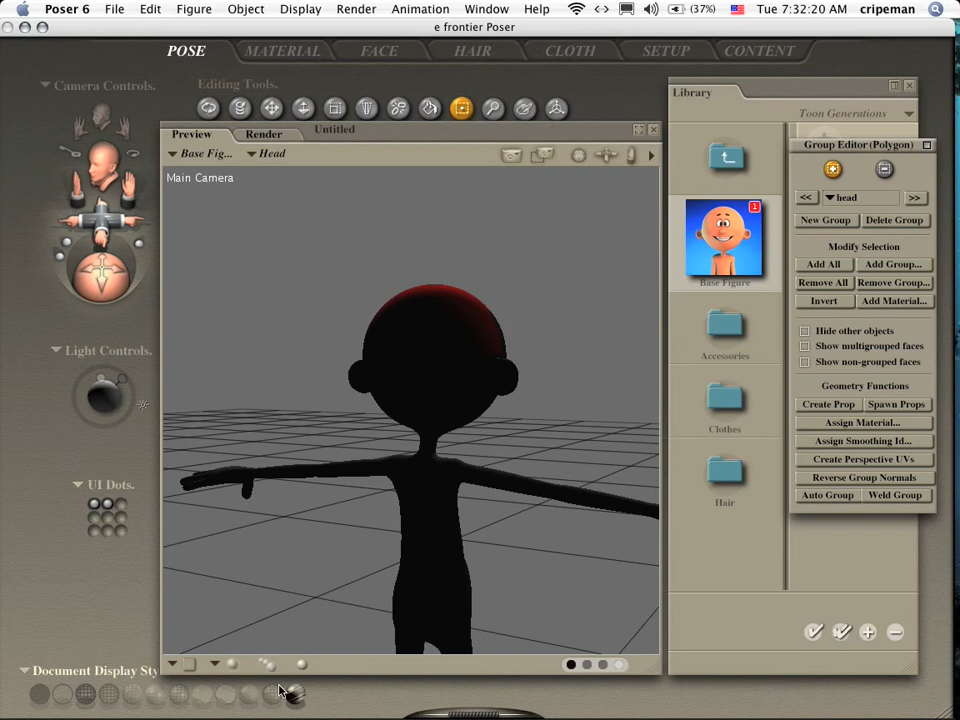 Poser 6 File Edit Figure Object Display Render Animation Window Help (37%) Tue 7:32:20 AM cripeman
e frontier Poser
POSE MATERIAL FACE HAIR CLOTH SETUP CONTENT
Camera Controls.
Editing Tools.
Library
Toon Generations
Preview Render Untitled
Base Fig... Head
Main Camera
Group Editor (Polygon)
<< head >>
New Group Delete Group
Modify Selection
Add All Add Group...
Remove All Remove Group...
Invert Add Material...
1
Base Figure
Hide other objects
Show multigrouped faces
Show non-grouped faces
Accessories
Geometry Functions
Create Prop Spawn Props
Assign Material...
Assign Smoothing Id...
Create Perspective UVs
Reverse Group Normals
Auto Group Weld Group
Clothes
Hair
Light Controls.
UI Dots.
Document Display Sty